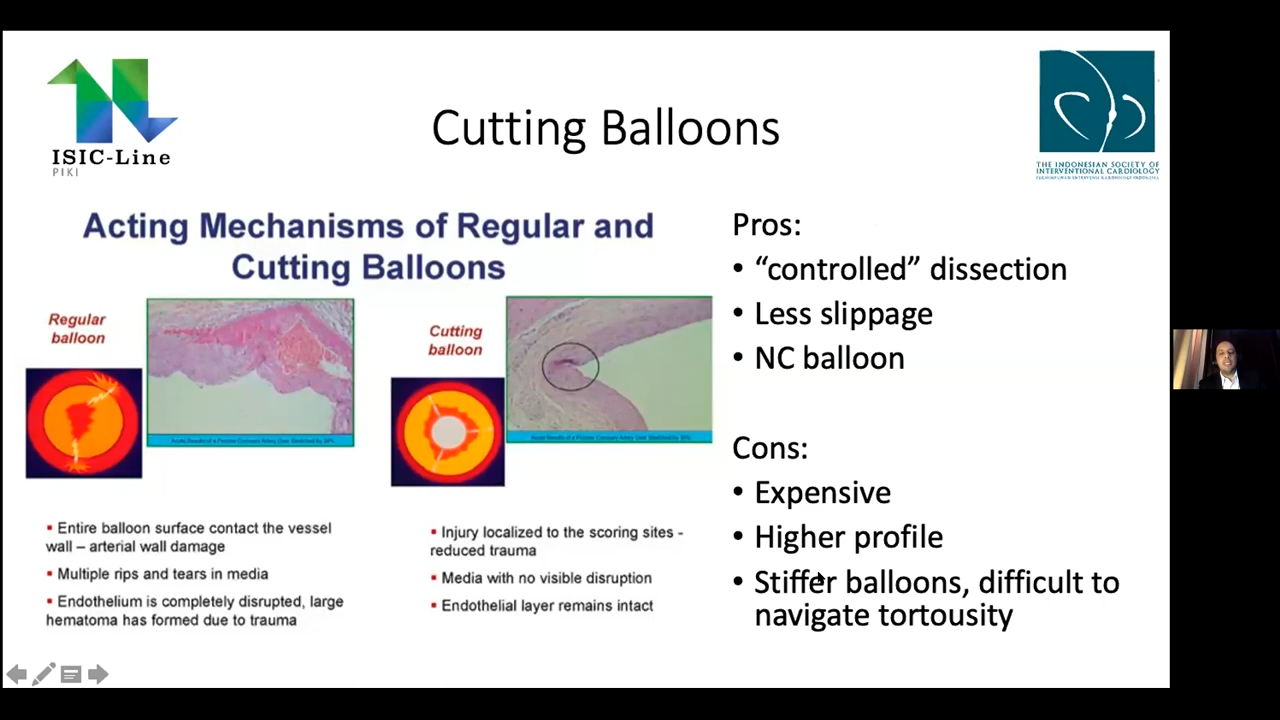 ISIC-Line
PIKI
Cutting Balloons
THE INDONESIAN SOCIETY OF
INTERVENTIONAL CARDIOLOGY
Acting Mechanisms of Regular and
Cutting Balloons
Regular
balloon
Cutting
balloon
▪ Entire balloon surface contact the vessel
wall – arterial wall damage
▪ Multiple rips and tears in media
▪ Endothelium is completely disrupted, large
hematoma has formed due to trauma
▪ Injury localized to the scoring sites -
reduced trauma
▪ Media with no visible disruption
▪ Endothelial layer remains intact
Pros:
• “controlled” dissection
• Less slippage
• NC balloon
Cons:
• Expensive
• Higher profile
• Stiffer balloons, difficult to
navigate tortousity